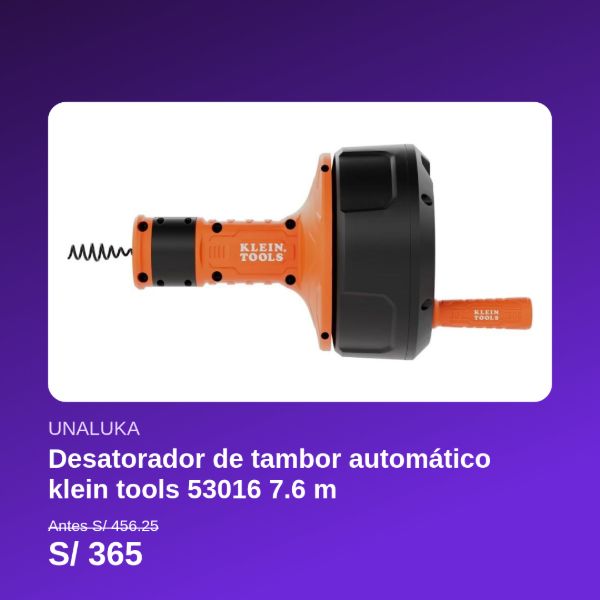 KLEIN
TOOLS
KLEIN
TOOLS
UNALUKA
Desatorador de tambor automático
klein tools 53016 7.6 m
Antes S/ 456.25
S/ 365